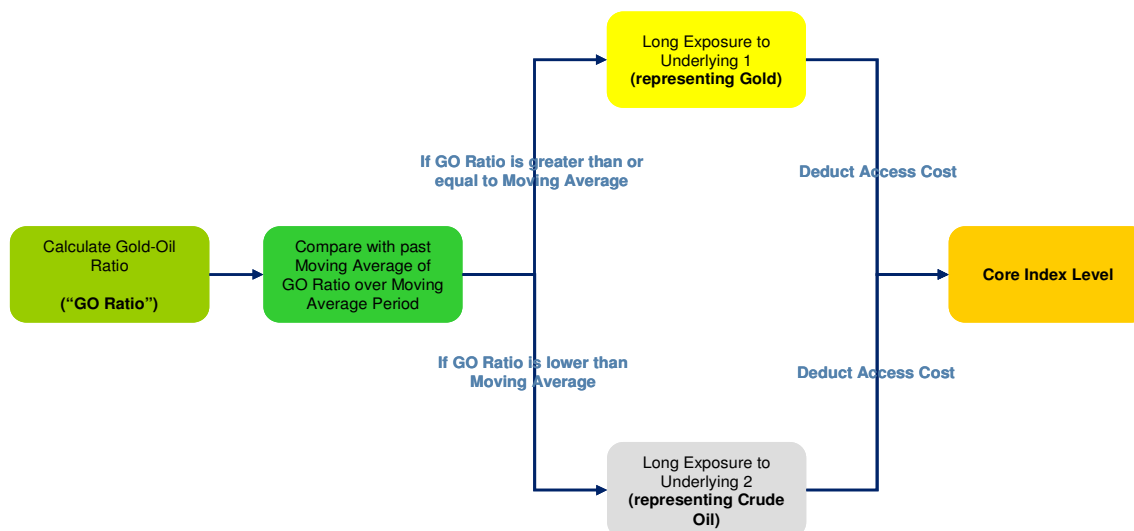 Long Exposure to
Underlying 1
(representing Gold)
If GO Ratio is greater than or
equal to Moving Average
Deduct Access Cost
Calculate Gold-Oil
Ratio
(“GO Ratio”)
Compare with past
Moving Average of
GO Ratio over Moving
Average Period
Core Index Level
If GO Ratio is lower than
Moving Average
Deduct Access Cost
Long Exposure to
Underlying 2
(representing Crude
Oil)